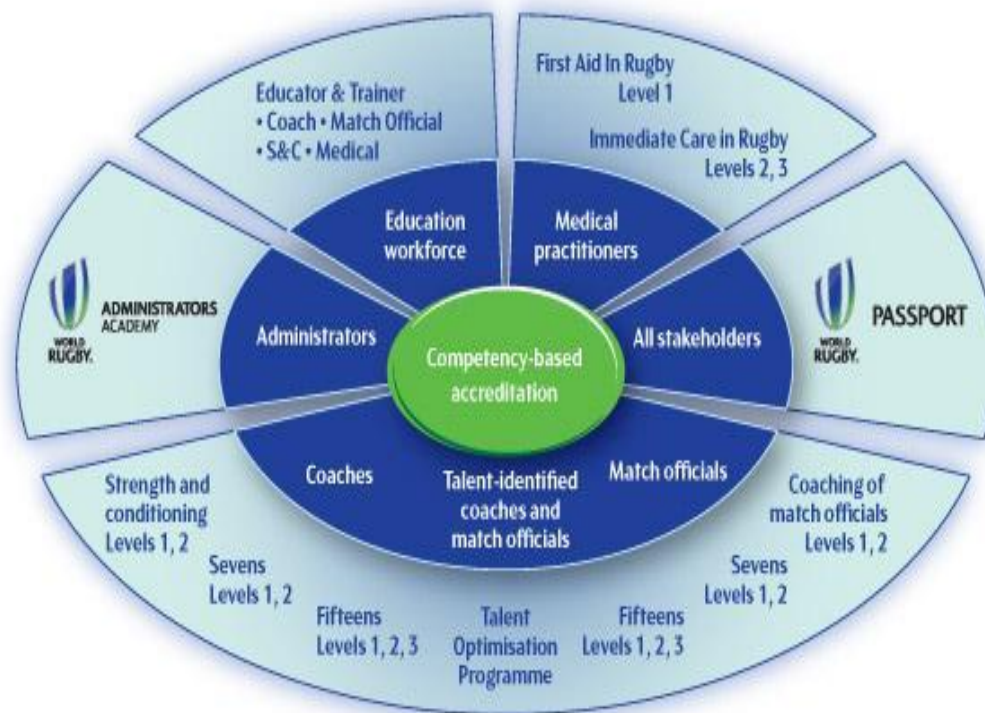 Educator & Trainer
• Coach • Match Official
• S&C • Medical
First Aid In Rugby
Level 1
Immediate Care in Rugby
Levels 2, 3
Education
workforce
Medical
practitioners
WORLD
RUGBY.
ADMINISTRATORS
ACADEMY
Administrators
Competency-based
accreditation
All stakeholders
WORLD
RUGBY.
PASSPORT
Coaches
Talent-identified
coaches and
match officials
Match officials
Strength and
conditioning
Levels 1, 2
Sevens
Levels 1, 2
Fifteens
Levels 1, 2, 3
Talent
Optimisation
Programme
Fifteens
Levels 1, 2, 3
Sevens
Levels 1, 2
Coaching of
match officials
Levels 1, 2